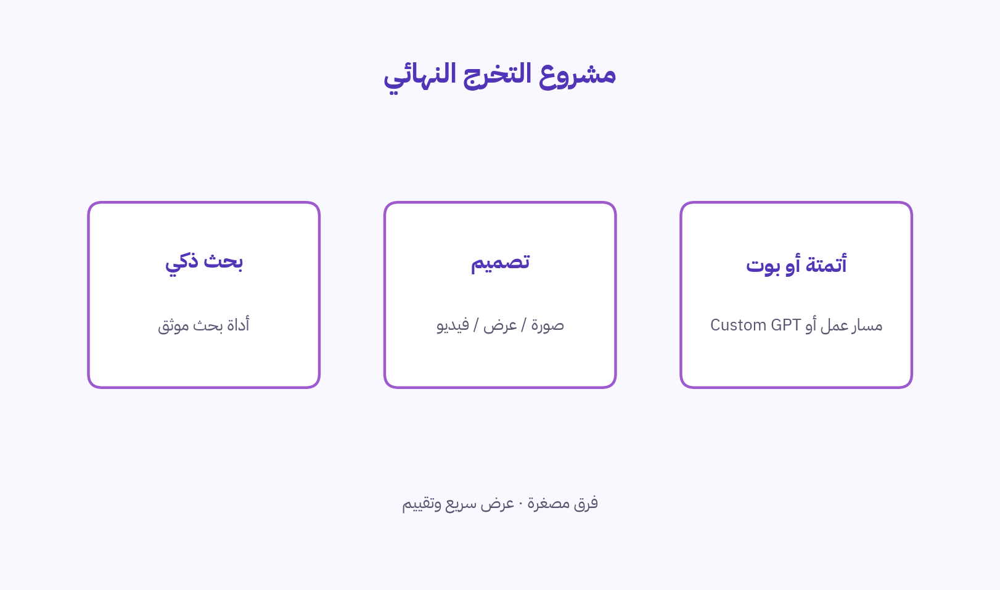 مشروع التخرج النهائي
أتمتة أو بوت
مسار عمل أو Custom GPT
تصميم
صورة / عرض / فيديو
بحث ذكي
أداة بحث موثق
فرق مصغرة · عرض سريع وتقييم